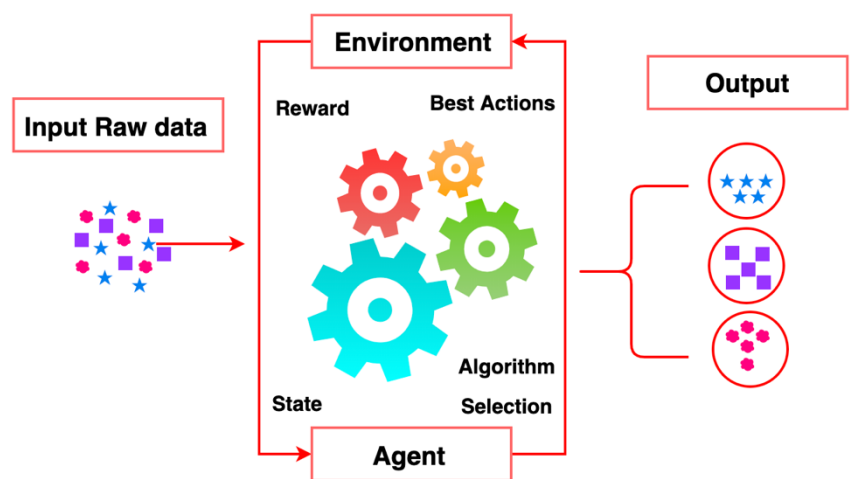 Environment
Output
Input Raw data
Reward
Best Actions
Algorithm
Selection
State
Agent